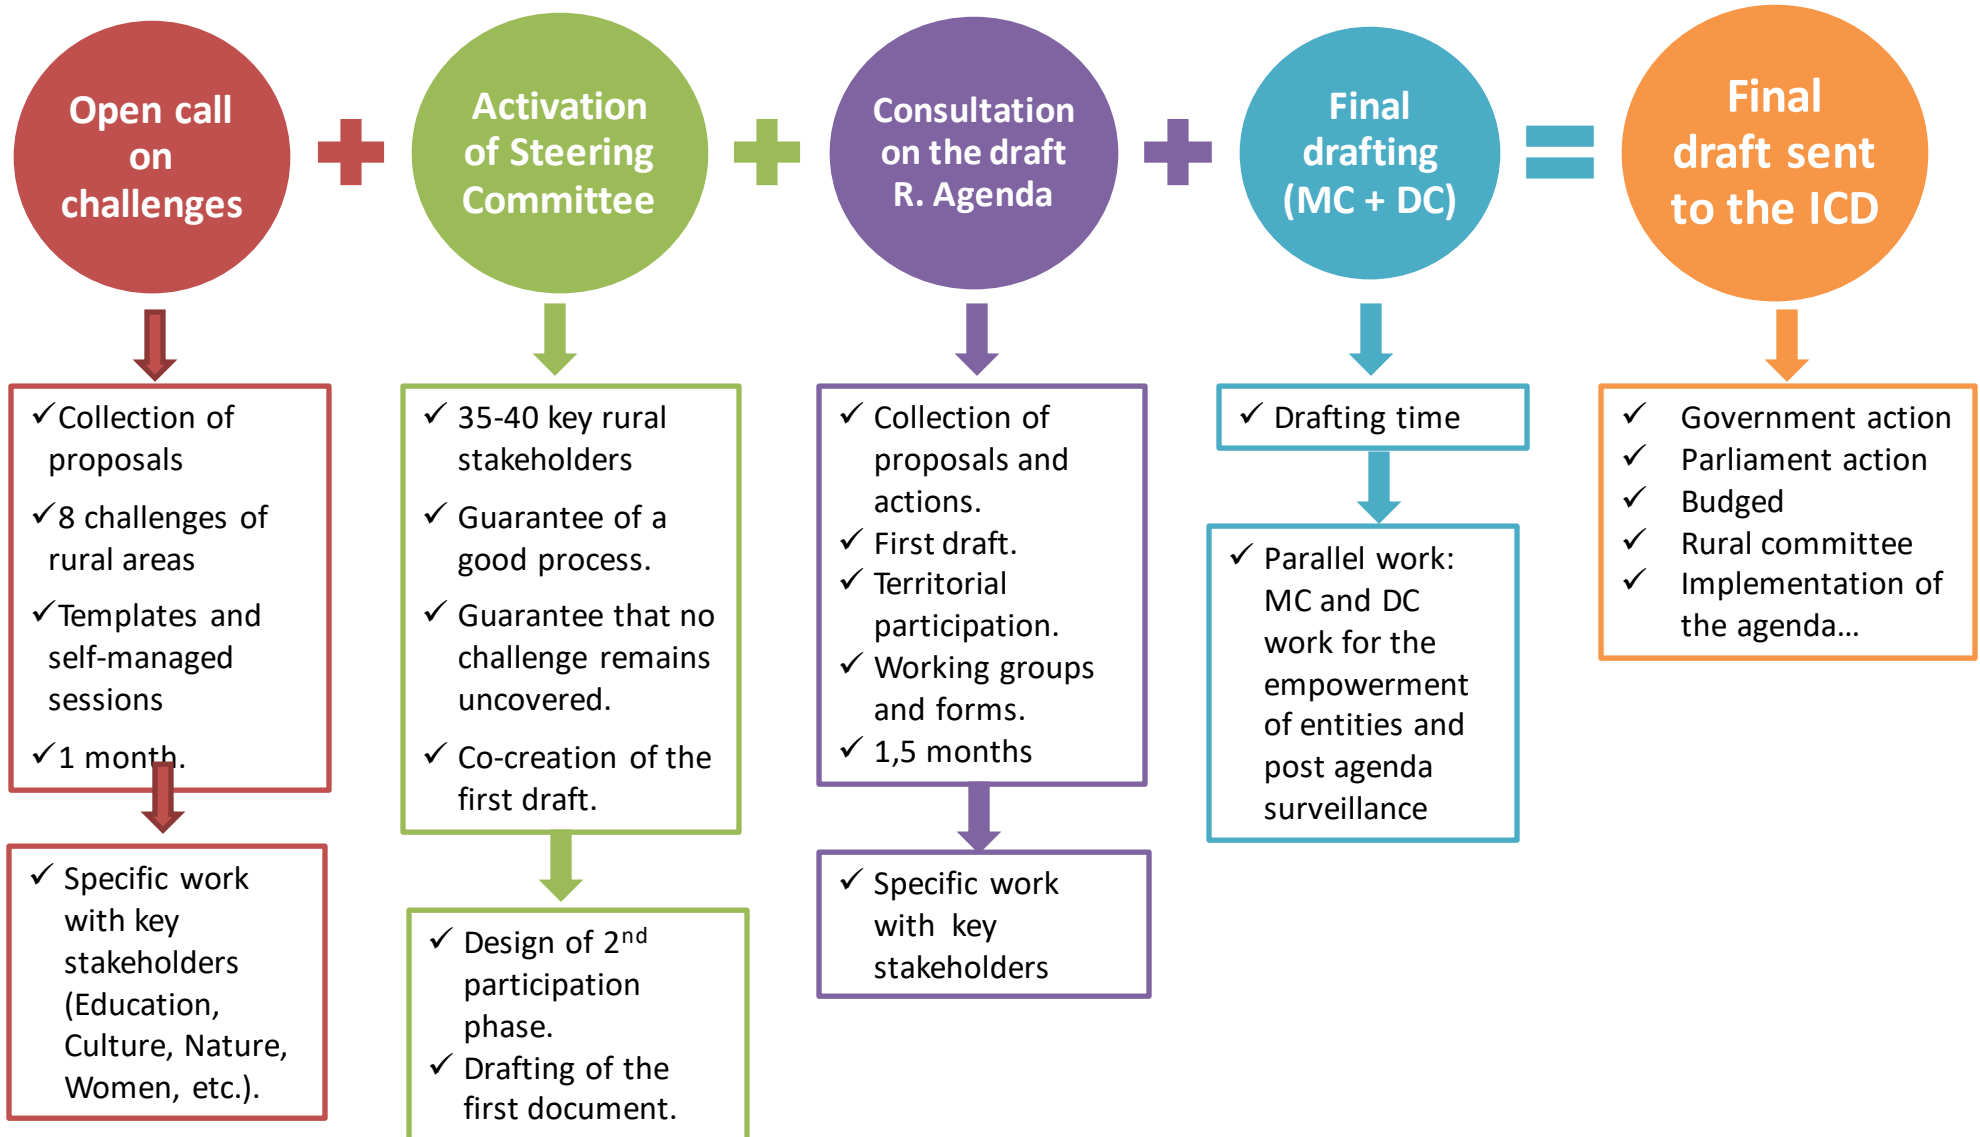 Open call
on
challenges
Activation
of Steering
Committee
Consultation
on the draft
R. Agenda
Final
drafting
(MC + DC)
Final
draft sent
to the ICD
✓Collection of
proposals
✓8 challenges of
rural areas
✓Templates and
self-managed
sessions
✓1 month.
✓ Specific work
with key
stakeholders
(Education,
Culture, Nature,
Women, etc.).
✓ 35-40 key rural
stakeholders
✓ Guarantee of a
good process.
✓ Guarantee that no
challenge remains
uncovered.
✓ Co-creation of the
first draft.
✓ Design of 2nd
participation
phase.
✓ Drafting of the
first document.
✓ Collection of
proposals and
actions.
✓ First draft.
✓ Territorial
participation.
✓ Working groups
and forms.
✓ 1,5 months
✓ Specific work
with key
stakeholders
✓ Drafting time
✓ Parallel work:
MC and DC
work for the
empowerment
of entities and
post agenda
surveillance
✓ Government action
✓ Parliament action
✓ Budged
✓ Rural committee
✓ Implementation of
the agenda…